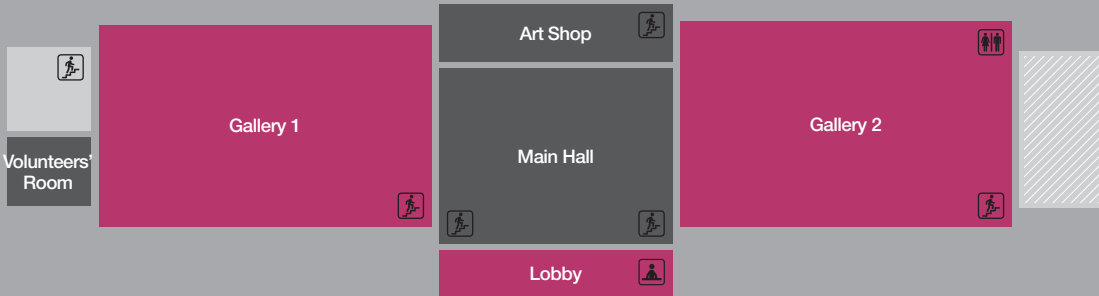 Art Shop
Gallery 1
Gallery 2
Main Hall
Volunteers'
Room
Lobby